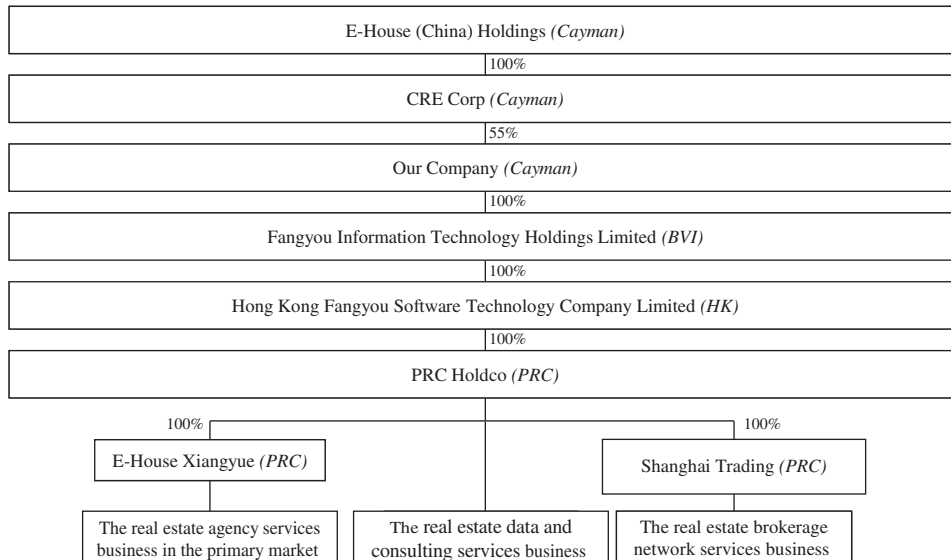 E-House (China) Holdings (Cayman)
100%
CRE Corp (Cayman)
55%
Our Company (Cayman)
100%
Fangyou Information Technology Holdings Limited (BVI)
100%
Hong Kong Fangyou Software Technology Company Limited (HK)
100%
PRC Holdco (PRC)
100%
100%
E-House Xiangyue (PRC)
Shanghai Trading (PRC)
The real estate agency services
business in the primary market
The real estate data and
consulting services business
The real estate brokerage
network services business